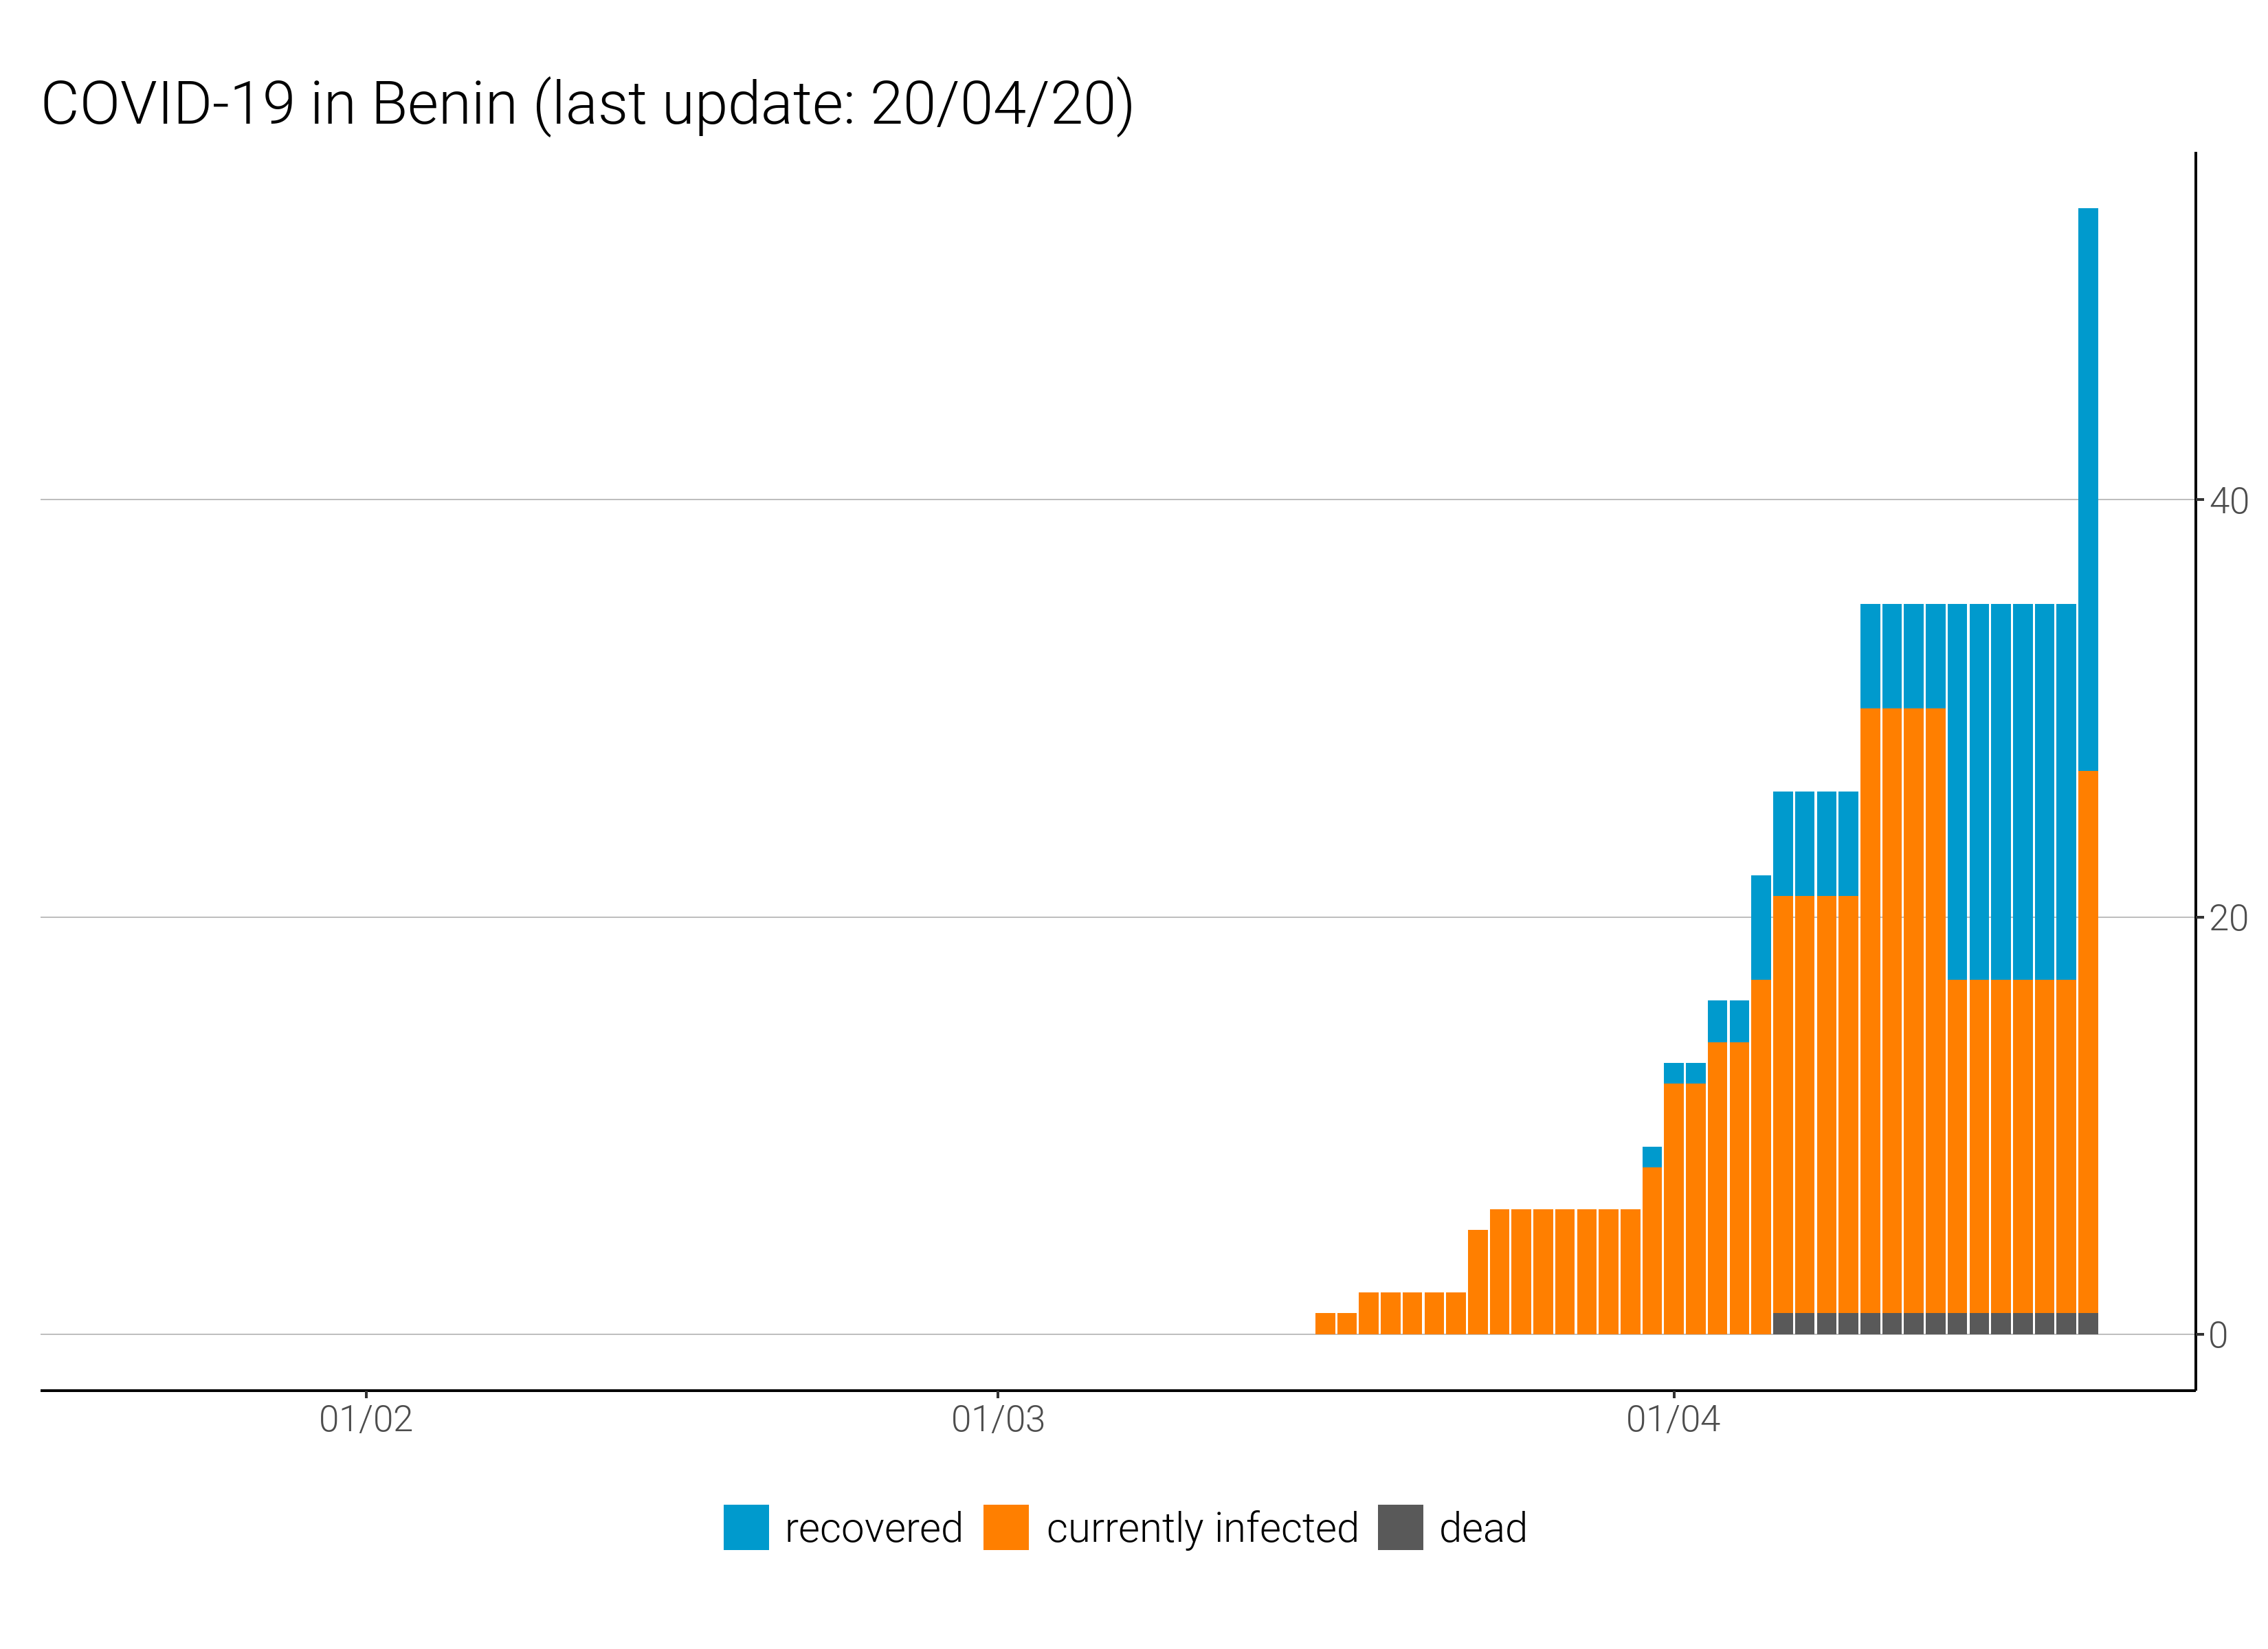 COVID-19 in Benin (last update: 20/04/20)
40
20
0
01/02 01/03 01/04
recovered currently infected dead